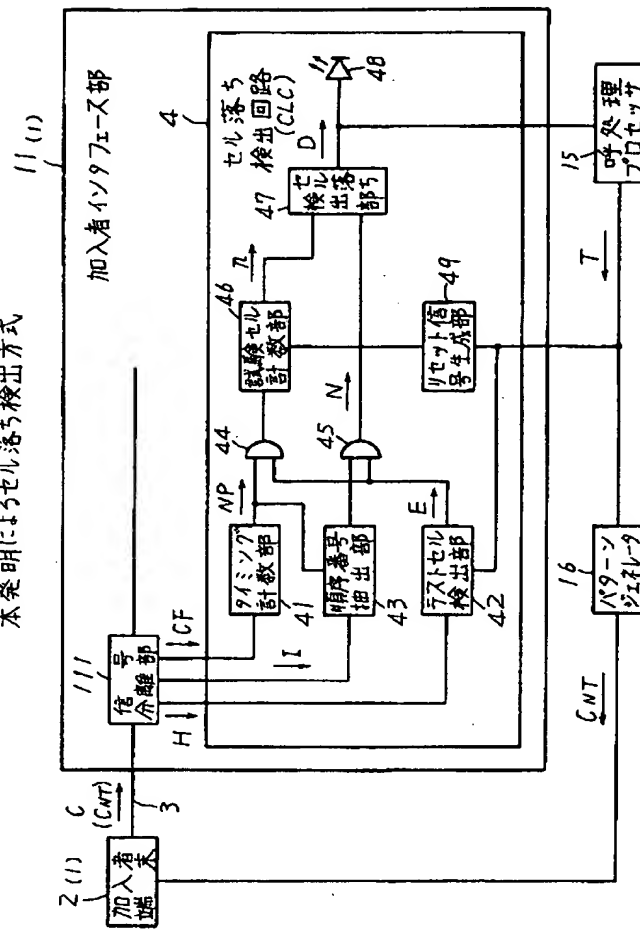 本発明によるセル落ち検出方式
11(1)
加入者インタフェース部
4
セル落ち
検出回路
(CLC)
111
信号
分離部
2(1)
加入者末
端
C
(CNT)
3
CF
I
H
タイミング
計数部
41
順序番号
抽出部
43
テストセル
検出部
42
NP
44
45
E
N
試験セル
計数部
46
n
リセット信
号生成部
49
セル落ち
検出部
47
D
48
15
呼処理
プロセッサ
T
16
パターン
ジェネレータ
CNT